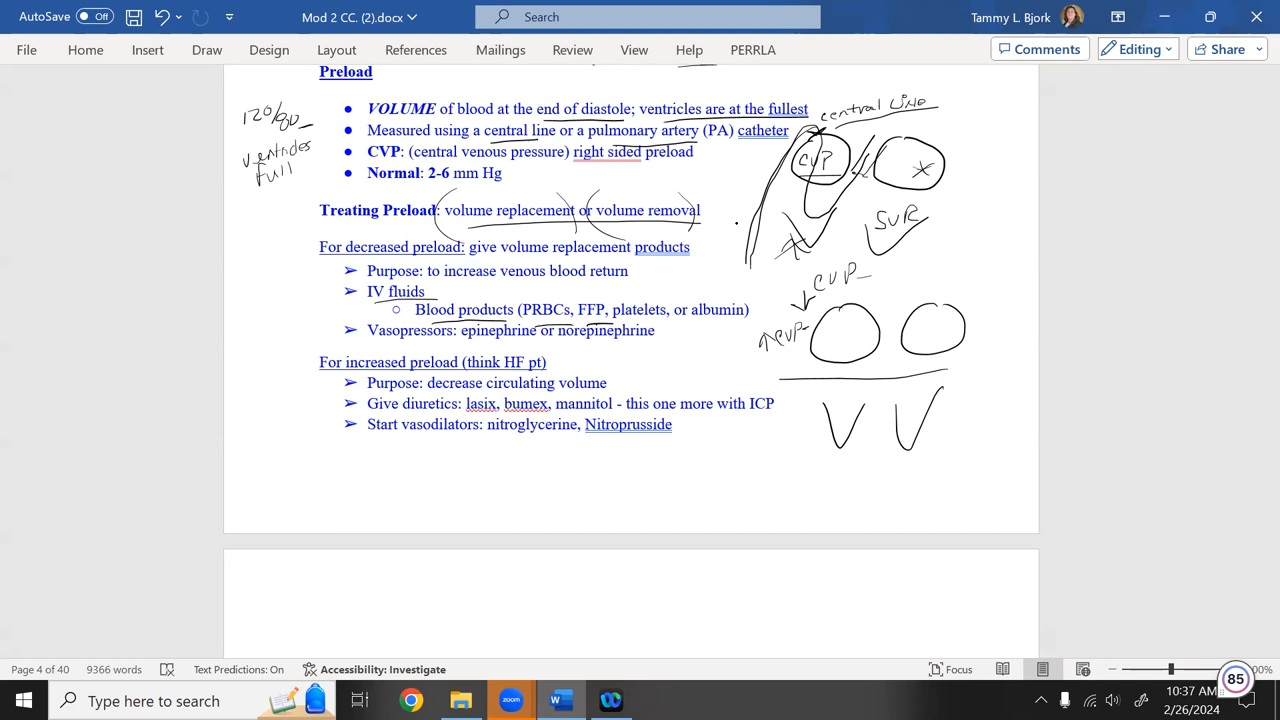 AutoSave Off Mod 2 CC. (2).docx Search Tammy L. Bjork
File Home Insert Draw Design Layout References Mailings Review View Help PERRLA Comments Editing Share
Preload
● VOLUME of blood at the end of diastole; ventricles are at the fullest
● Measured using a central line or a pulmonary artery (PA) catheter
● CVP: (central venous pressure) right sided preload
● Normal: 2-6 mm Hg
Treating Preload: volume replacement or volume removal
For decreased preload: give volume replacement products
➢ Purpose: to increase venous blood return
➢ IV fluids
○ Blood products (PRBCs, FFP, platelets, or albumin)
➢ Vasopressors: epinephrine or norepinephrine
For increased preload (think HF pt)
➢ Purpose: decrease circulating volume
➢ Give diuretics: lasix, bumex, mannitol - this one more with ICP
➢ Start vasodilators: nitroglycerine, Nitroprusside
120/80
ventricles
full
central line
CVP
SVR
CVP
↑CVP
Page 4 of 40 9366 words Text Predictions: On Accessibility: Investigate Focus
85
Type here to search zoom 10:37 AM
2/26/2024